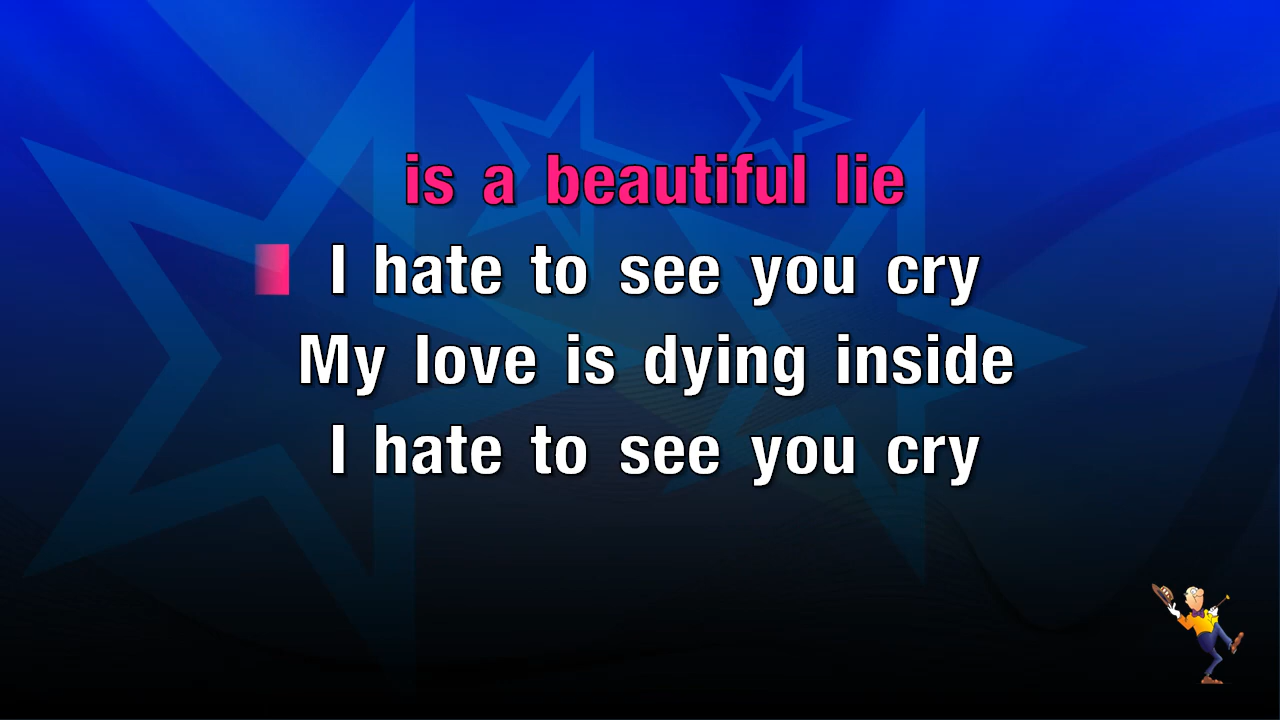 is a beautiful lie
I hate to see you cry
My love is dying inside
I hate to see you cry